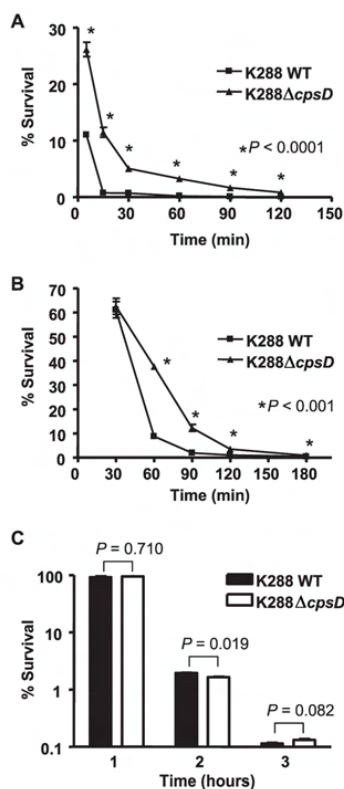 A
% Survival
30
20
10
0
* * * * * *
K288 WT
K288ΔcpsD
*P < 0.0001
0 30 60 90 120 150
Time (min)
B
% Survival
70
60
50
40
30
20
10
0
* * * *
K288 WT
K288ΔcpsD
*P < 0.001
0 30 60 90 120 150 180 210
Time (min)
C
% Survival
100
10
1
0.1
P = 0.710
K288 WT
K288ΔcpsD
P = 0.019
P = 0.082
1 2 3
Time (hours)